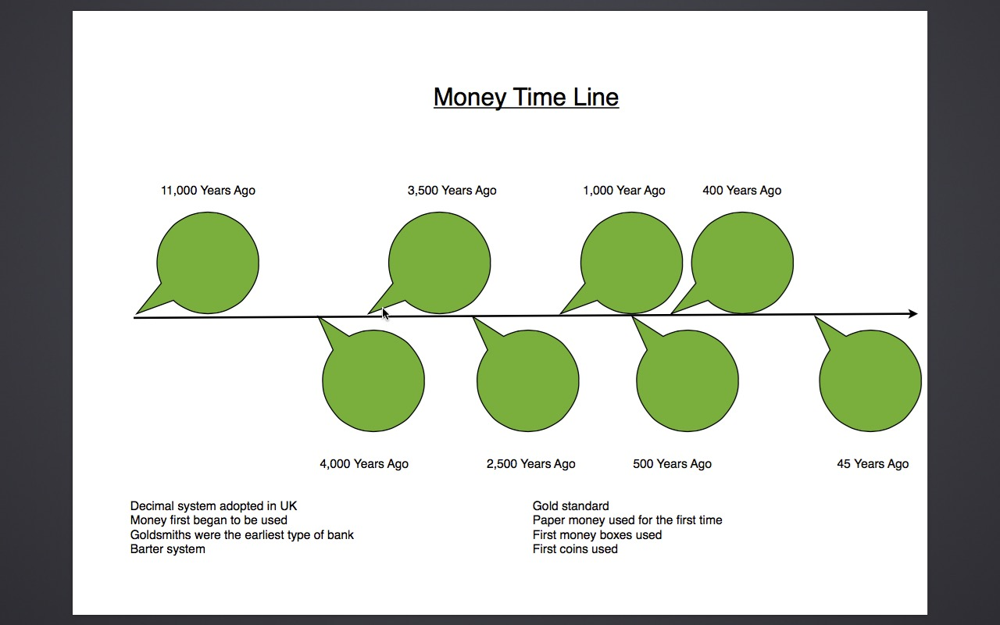 Money Time Line
11,000 Years Ago
3,500 Years Ago
1,000 Year Ago
400 Years Ago
4,000 Years Ago
2,500 Years Ago
500 Years Ago
45 Years Ago
Decimal system adopted in UK
Money first began to be used
Goldsmiths were the earliest type of bank
Barter system
Gold standard
Paper money used for the first time
First money boxes used
First coins used